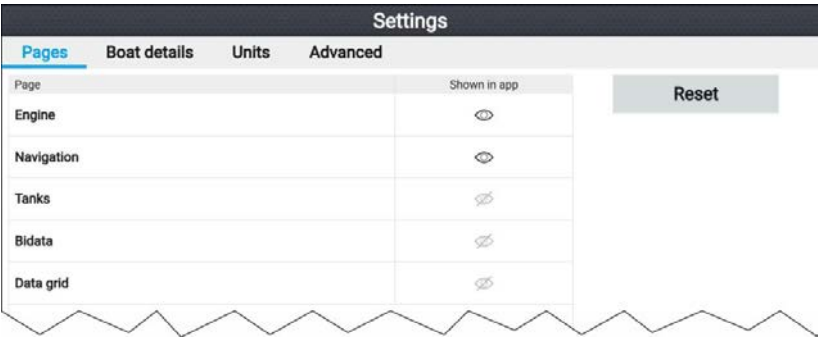 Settings
Pages Boat details Units Advanced
Page Shown in app
Reset
Engine
Navigation
Tanks
Bidata
Data grid